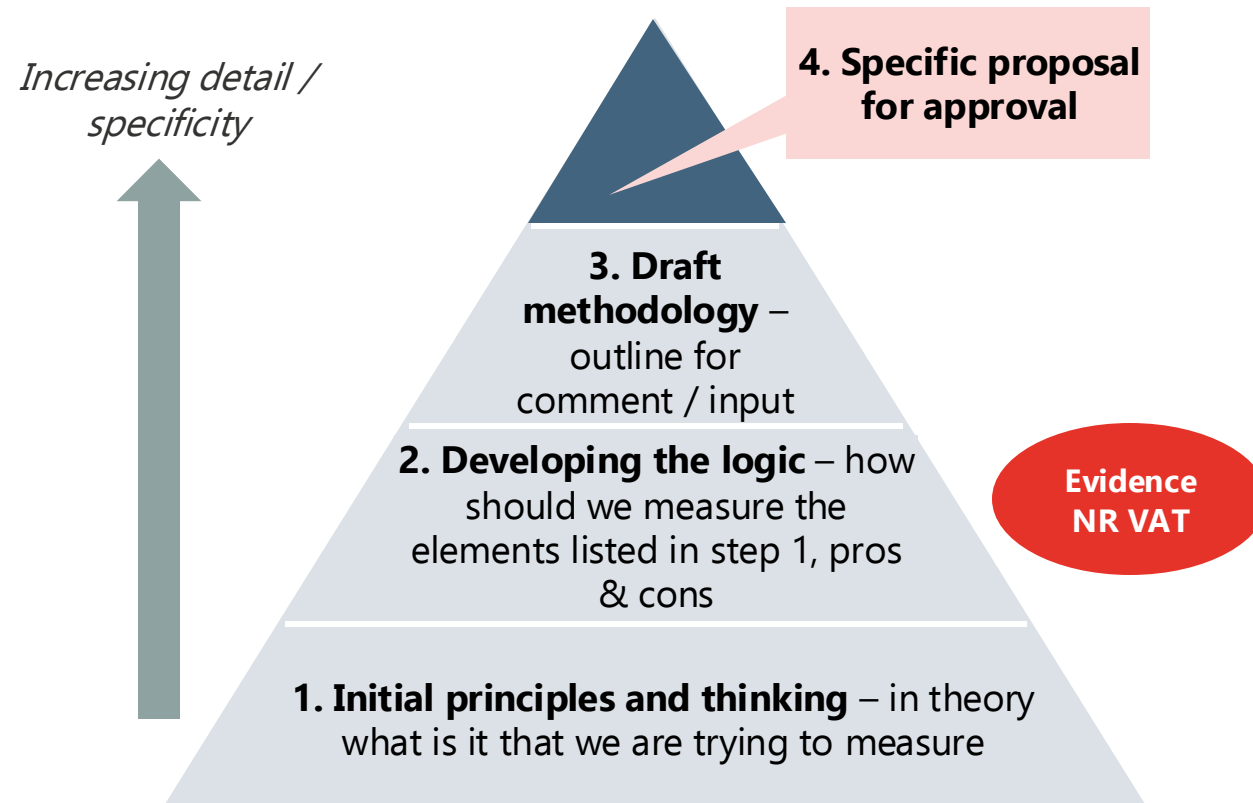 Increasing detail /
specificity
4. Specific proposal
for approval
3. Draft
methodology –
outline for
comment / input
2. Developing the logic – how
should we measure the
elements listed in step 1, pros
& cons
Evidence
NR VAT
1. Initial principles and thinking – in theory
what is it that we are trying to measure